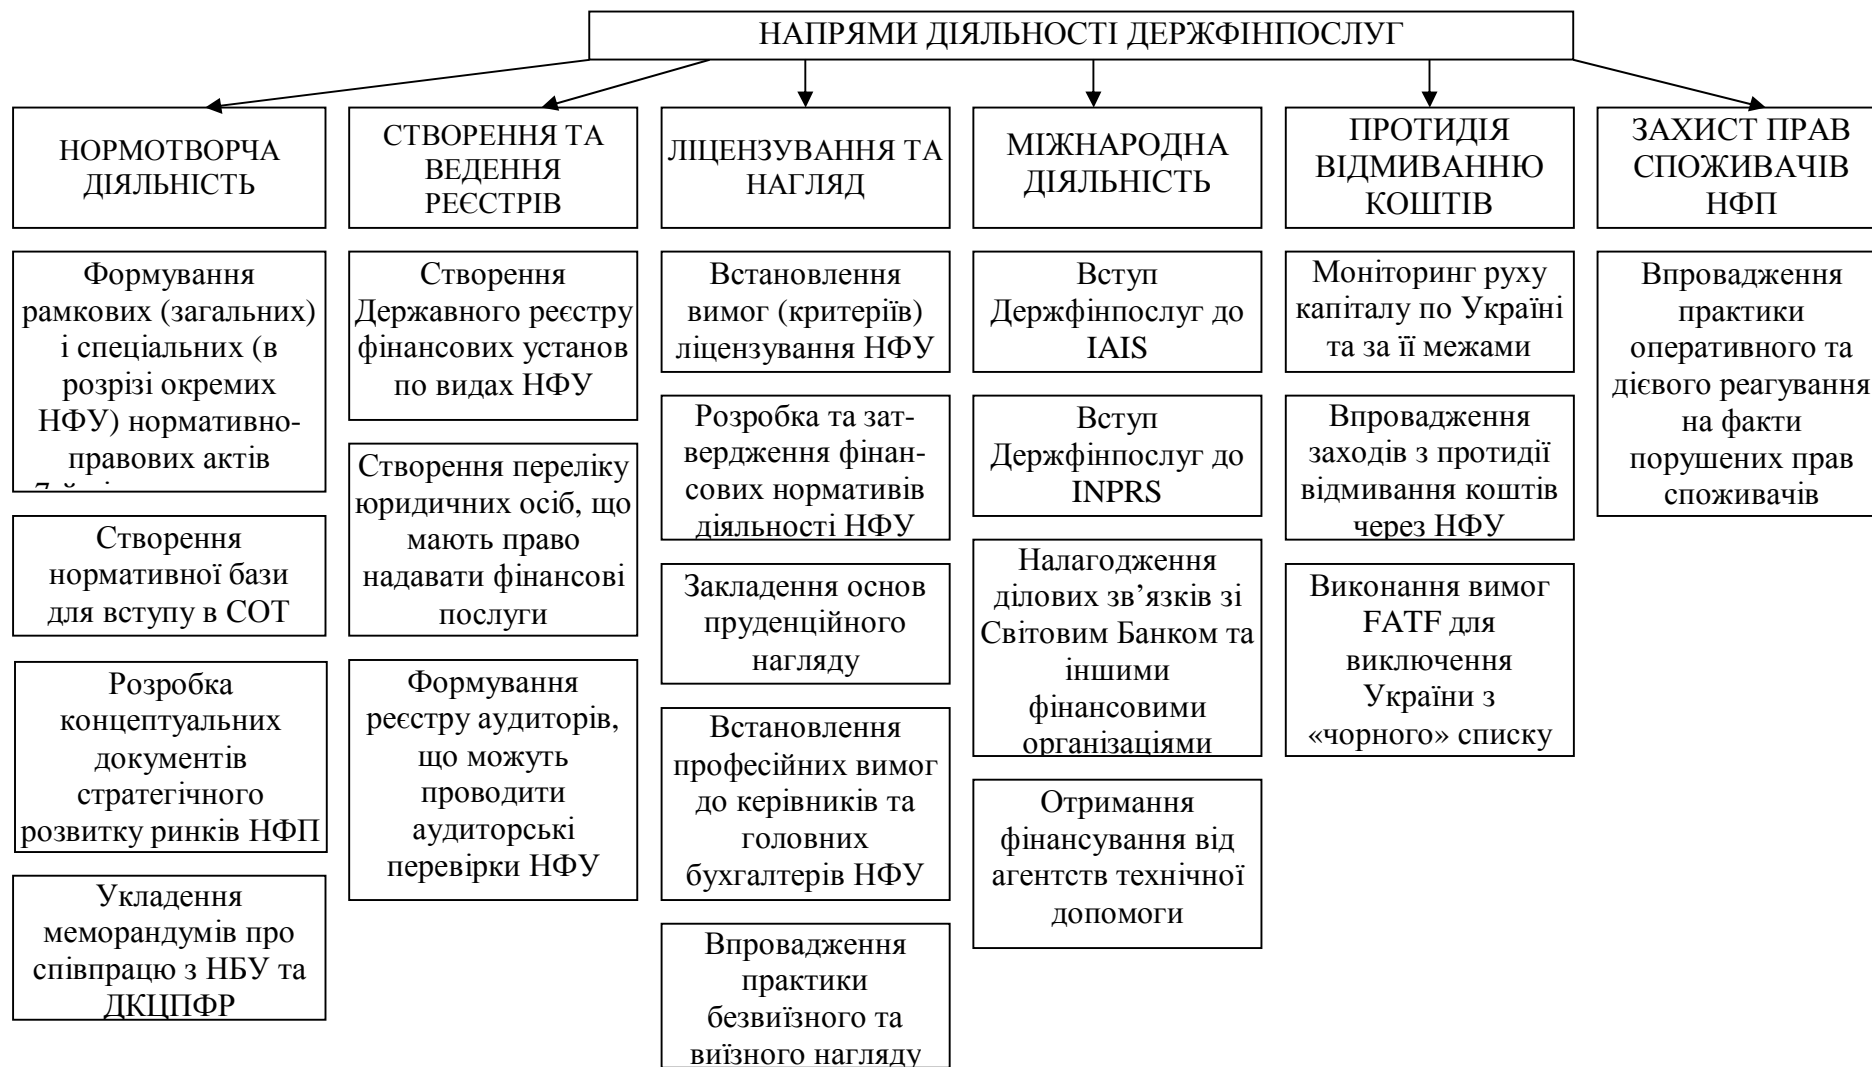 НАПРЯМИ ДІЯЛЬНОСТІ ДЕРЖФІНПОСЛУГ
НОРМОТВОРЧА
ДІЯЛЬНІСТЬ
СТВОРЕННЯ ТА
ВЕДЕННЯ
РЕЄСТРІВ
ЛІЦЕНЗУВАННЯ ТА
НАГЛЯД
МІЖНАРОДНА
ДІЯЛЬНІСТЬ
ПРОТИДІЯ
ВІДМИВАННЮ
КОШТІВ
ЗАХИСТ ПРАВ
СПОЖИВАЧІВ
НФП
Формування
рамкових (загальних)
і спеціальних (в
розрізі окремих
НФУ) нормативно-
правових актів
Створення
нормативної бази
для вступу в СОТ
Розробка
концептуальних
документів
стратегічного
розвитку ринків НФП
Укладення
меморандумів про
співпрацю з НБУ та
ДКЦПФР
Створення
Державного реєстру
фінансових установ
по видах НФУ
Створення переліку
юридичних осіб, що
мають право
надавати фінансові
послуги
Формування
реєстру аудиторів,
що можуть
проводити
аудиторські
перевірки НФУ
Встановлення
вимог (критеріїв)
ліцензування НФУ
Розробка та зат-
вердження фінан-
сових нормативів
діяльності НФУ
Закладення основ
пруденційного
нагляду
Встановлення
професійних вимог
до керівників та
головних
бухгалтерів НФУ
Впровадження
практики
безвиїзного та
виїзного нагляду
Вступ
Держфінпослуг до
IAIS
Вступ
Держфінпослуг до
INPRS
Налагодження
ділових зв’язків зі
Світовим Банком та
іншими
фінансовими
організаціями
Отримання
фінансування від
агентств технічної
допомоги
Моніторинг руху
капіталу по Україні
та за її межами
Впровадження
заходів з протидії
відмивання коштів
через НФУ
Виконання вимог
FATF для
виключення
України з
«чорного» списку
Впровадження
практики
оперативного та
дієвого реагування
на факти
порушених прав
споживачів